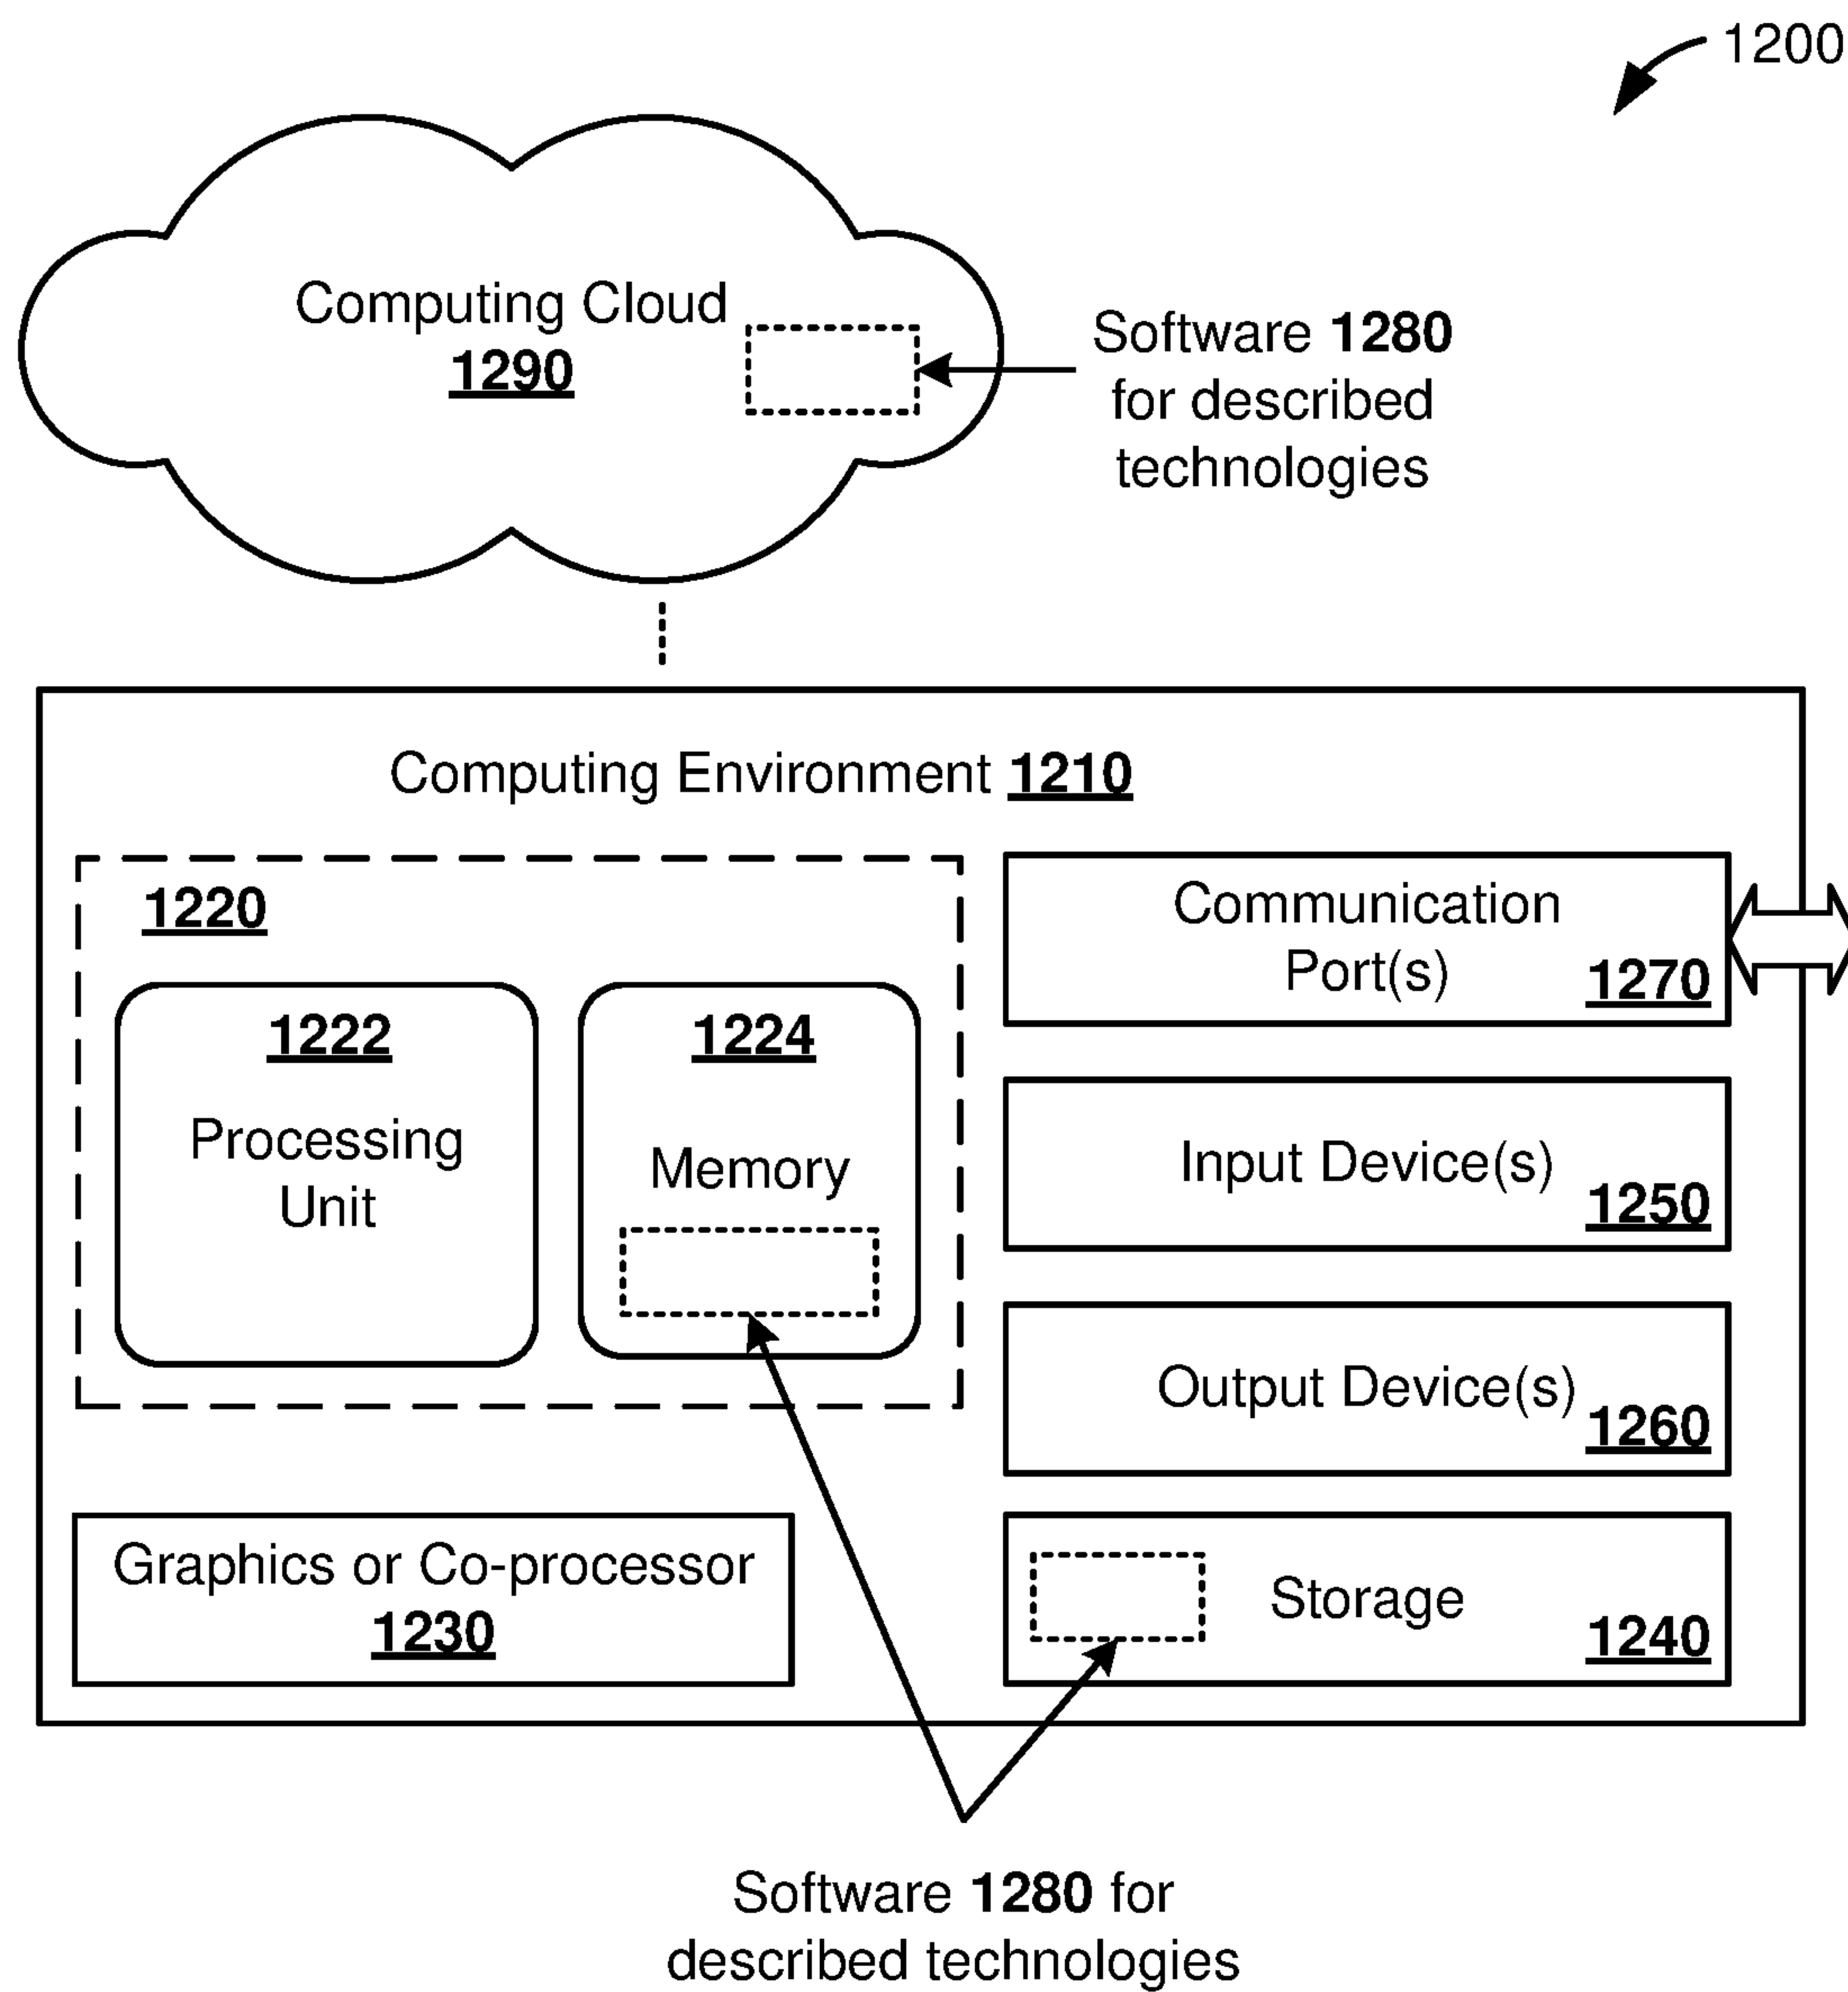 1200
Computing Cloud
1290
Software 1280
for described
technologies
Computing Environment 1210
1220
1222
Processing
Unit
1224
Memory
Communication
Port(s)
1270
Input Device(s)
1250
Output Device(s)
1260
Graphics or Co-processor
1230
Storage
1240
Software 1280 for
described technologies